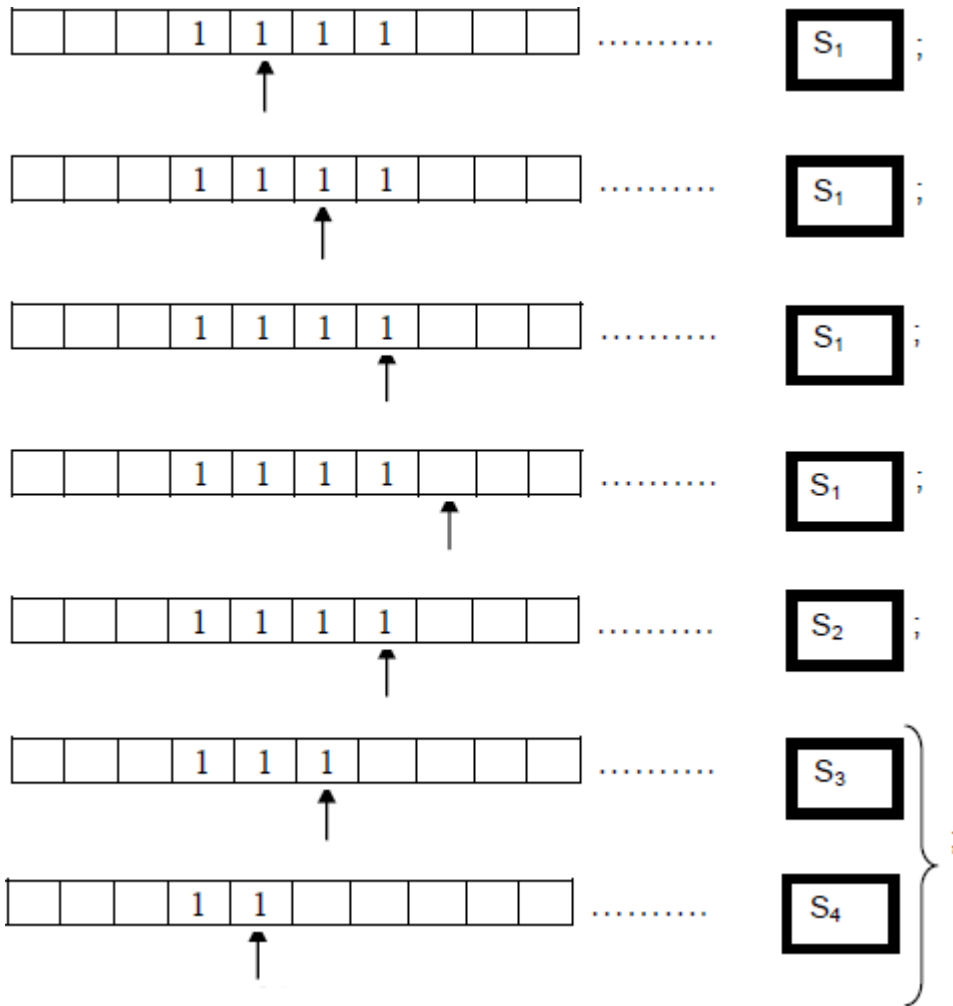 1 1 1 1 .......... S₁ ;
1 1 1 1 .......... S₁ ;
1 1 1 1 .......... S₁ ;
1 1 1 1 .......... S₁ ;
1 1 1 1 .......... S₂ ;
1 1 1 .......... S₃
1 1 .......... S₄